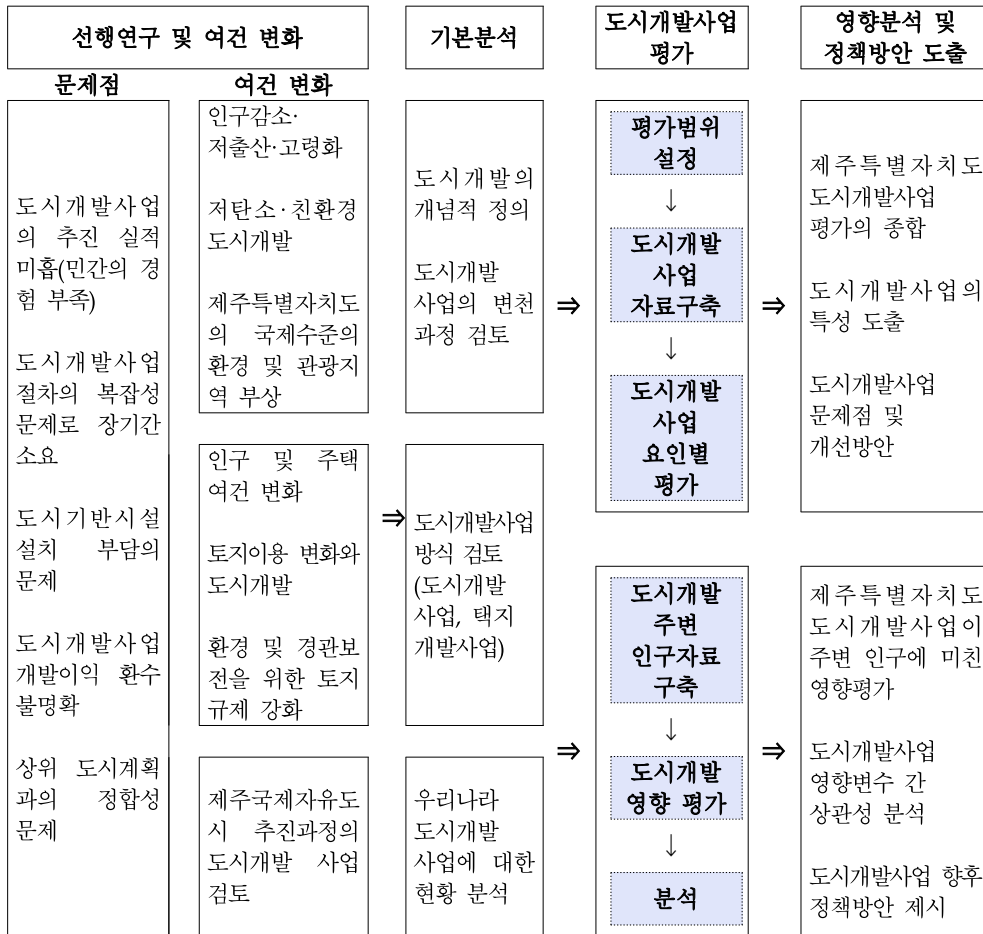 선행연구 및 여건 변화
기본분석
도시개발사업
평가
영향분석 및
정책방안 도출
문제점
도시개발사업
의 추진 실적
미흡(민간의 경
험 부족)
도시개발사업
절차의 복잡성
문제로 장기간
소요
도시기반시설
설치 부담의
문제
도시개발사업
개발이익 환수
불명확
상위 도시계획
과의 정합성
문제
여건 변화
인구감소·
저출산·고령화
저탄소·친환경
도시개발
제주특별자치도
의 국제수준의
환경 및 관광지
역 부상
인구 및 주택
여건 변화
토지이용 변화와
도시개발
환경 및 경관보
전을 위한 토지
규제 강화
제주국제자유도
시 추진과정의
도시개발 사업
검토
⇒
도시개발의
개념적 정의
도시개발
사업의 변천
과정 검토
도시개발사업
방식 검토
(도시개발
사업, 택지
개발사업)
우리나라
도시개발
사업에 대한
현황 분석
⇒
평가범위
설정
↓
도시개발
사업
자료구축
↓
도시개발
사업
요인별
평가
⇒
제주특별자치도
도시개발사업
평가의 종합
도시개발사업의
특성 도출
도시개발사업
문제점 및
개선방안
⇒
도시개발
주변
인구자료
구축
↓
도시개발
영향 평가
↓
분석
⇒
제주특별자치도
도시개발사업이
주변 인구에 미친
영향평가
도시개발사업
영향변수 간
상관성 분석
도시개발사업 향후
정책방안 제시